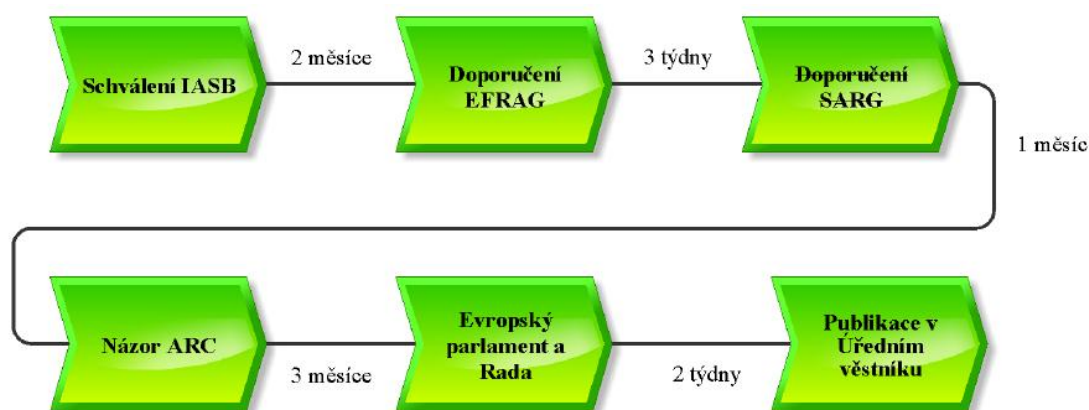 Schválení IASB
2 měsíce
Doporučení
EFRAG
3 týdny
Doporučení
SARG
1 měsíc
Názor ARC
3 měsíce
Evropský
parlament a
Rada
2 týdny
Publikace v
Úředním
věstníku